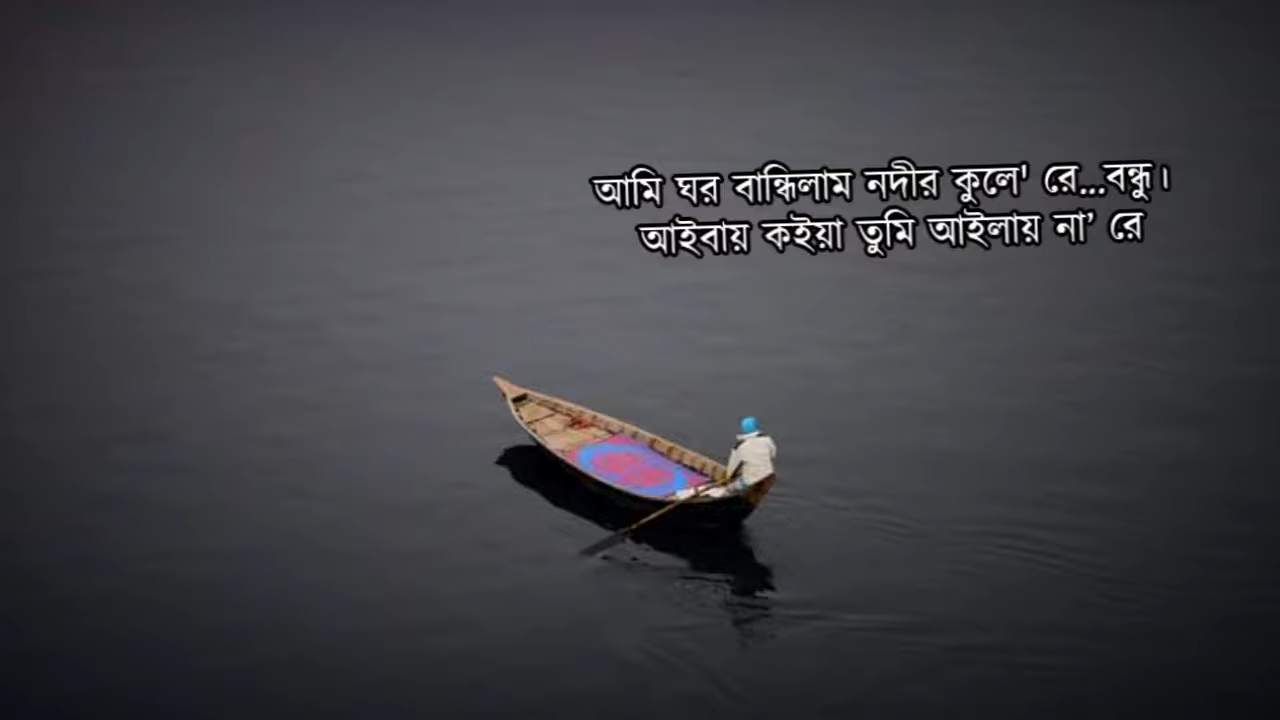 আমি ঘর বান্ধিলাম নদীর কুলে' রে...বন্ধু।
আইবায় কইয়া তুমি আইলায় না’ রে